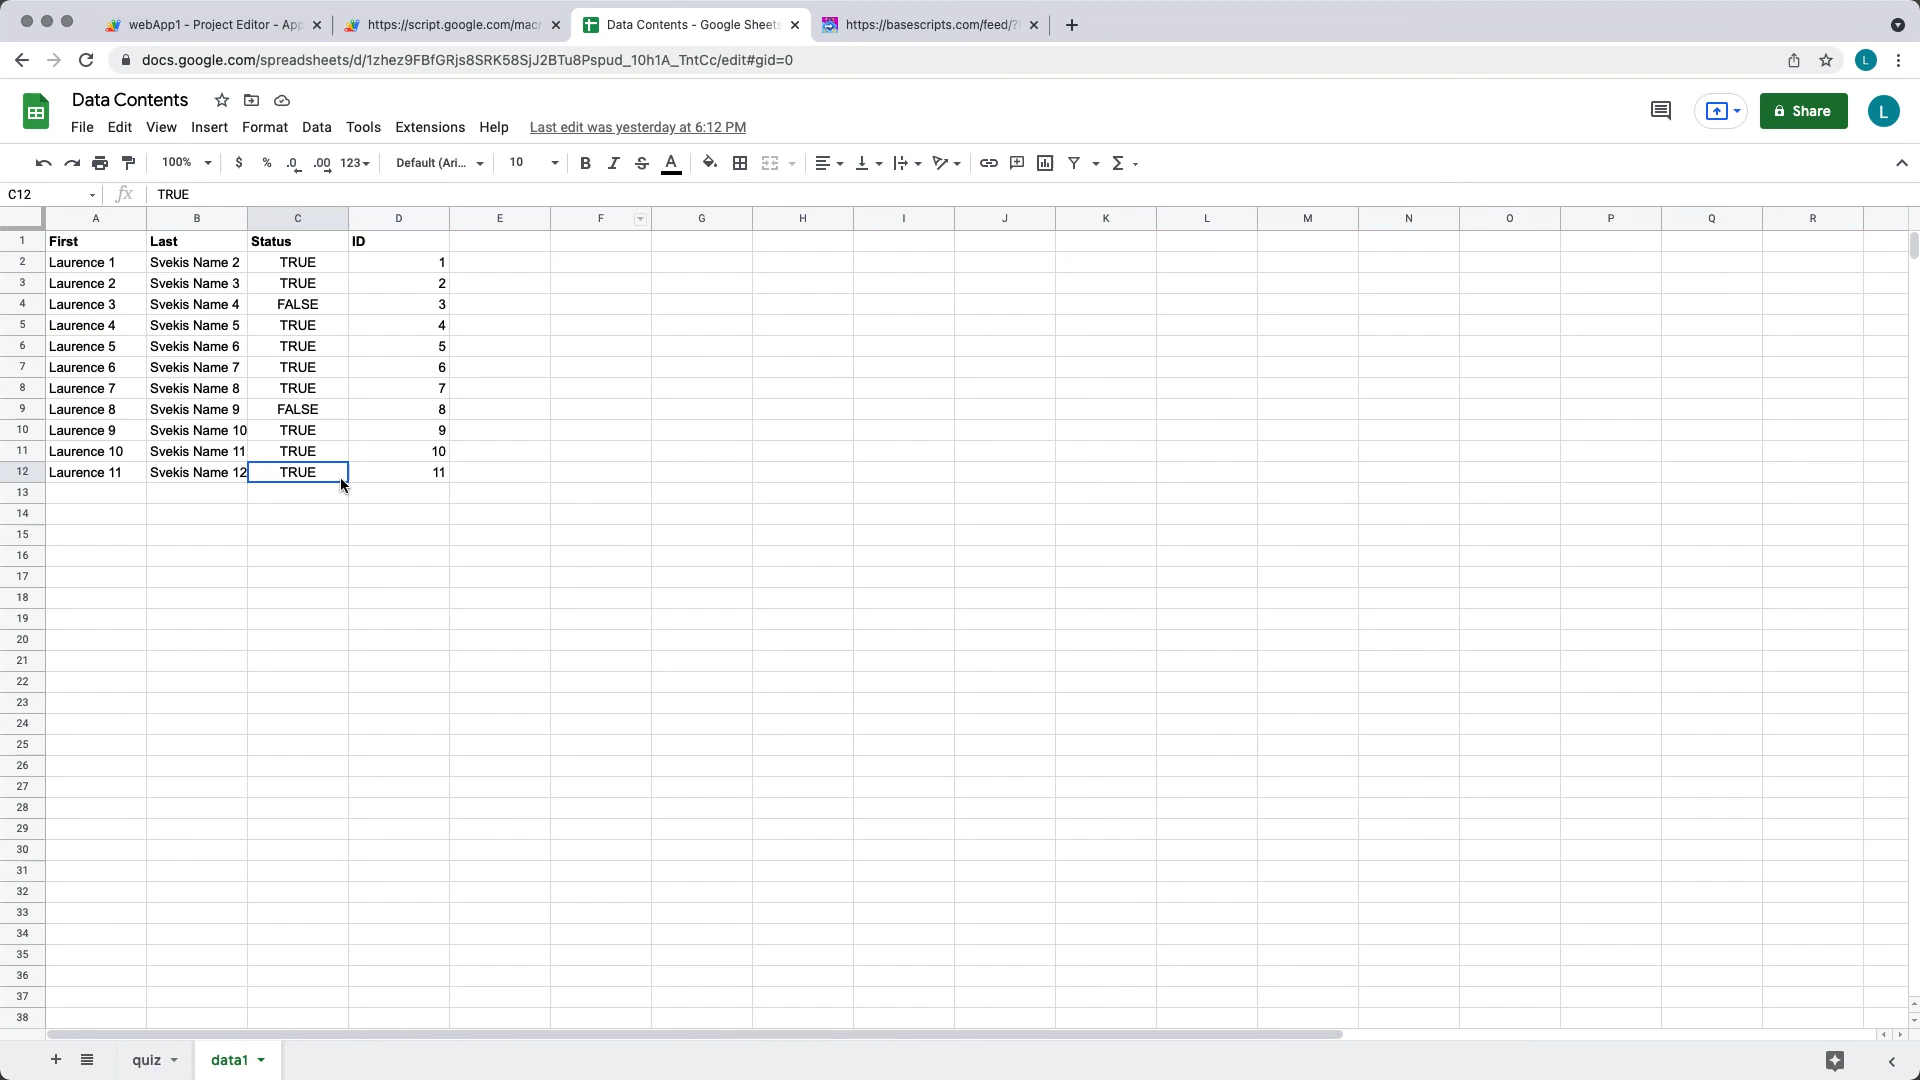 webApp1 - Project Editor - App
https://script.google.com/macr
Data Contents - Google Sheets
https://basescripts.com/feed/?
docs.google.com/spreadsheets/d/1zhez9FBfGRjs8SRK58SjJ2BTu8Pspud_10h1A_TntCc/edit#gid=0
L
Data Contents
File Edit View Insert Format Data Tools Extensions Help Last edit was yesterday at 6:12 PM
Share
L
100% $ % .0 .00 123 Default (Ari... 10 B I S A Σ
C12 fx TRUE
A B C D E F G H I J K L M N O P Q R
1 First Last Status ID
2 Laurence 1 Svekis Name 2 TRUE 1
3 Laurence 2 Svekis Name 3 TRUE 2
4 Laurence 3 Svekis Name 4 FALSE 3
5 Laurence 4 Svekis Name 5 TRUE 4
6 Laurence 5 Svekis Name 6 TRUE 5
7 Laurence 6 Svekis Name 7 TRUE 6
8 Laurence 7 Svekis Name 8 TRUE 7
9 Laurence 8 Svekis Name 9 FALSE 8
10 Laurence 9 Svekis Name 10 TRUE 9
11 Laurence 10 Svekis Name 11 TRUE 10
12 Laurence 11 Svekis Name 12 TRUE 11
13
14
15
16
17
18
19
20
21
22
23
24
25
26
27
28
29
30
31
32
33
34
35
36
37
38
quiz data1